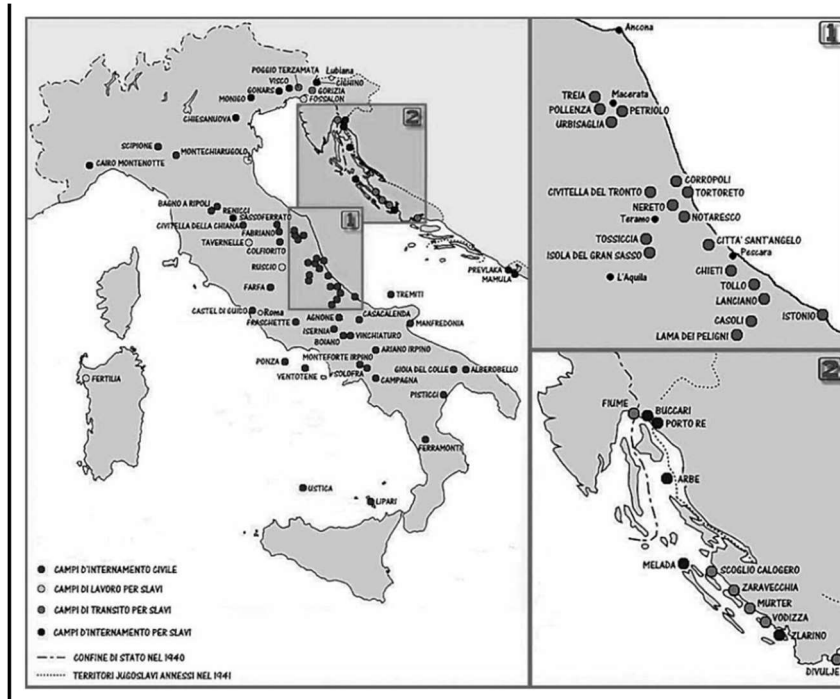 POGGIO TERZAMATA
Lubiana
VISCO
CIGHINO
GONARS
GORIZIA
MONIGO
FOSSALON
CHIESANUOVA
2
SCIPIONE
MONTECHIARUGOLO
CAIRO MONTENOTTE
BAGNO A RIPOLI
RENICCI
SASSOFERRATO
CIVITELLA DELLA CHIANA
FABRIANO
1
TAVERNELLE
COLFIORITO
RUSCIO
PREVLAKA
MAMULA
FARFA
TREMITI
CASTEL DI GUIDO
Roma
AGNONE
CASACALENDA
FRASCHETTE
ISERNIA
MANFREDONIA
BOIANO
VINCHIATURO
ARIANO IRPINO
PONZA
MONTEFORTE IRPINO
VENTOTENE
SOLOFRA
GIOIA DEL COLLE
ALBEROBELLO
FERTILIA
CAMPAGNA
PISTICCI
FERRAMONTI
USTICA
LIPARI
CAMPI D'INTERNAMENTO CIVILE
CAMPI DI LAVORO PER SLAVI
CAMPI DI TRANSITO PER SLAVI
CAMPI D'INTERNAMENTO PER SLAVI
CONFINE DI STATO NEL 1940
TERRITORI JUGOSLAVI ANNESSI NEL 1941
1
Ancona
TREIA
Macerata
POLLENZA
PETRIOLO
URBISAGLIA
CORROPOLI
CIVITELLA DEL TRONTO
TORTORETO
NERETO
Teramo
NOTARESCO
TOSSICCIA
CITTA' SANT'ANGELO
ISOLA DEL GRAN SASSO
Pescara
CHIETI
L'Aquila
TOLLO
LANCIANO
CASOLI
ISTONIO
LAMA DEI PELIGNI
2
FIUME
BUCCARI
PORTO RE
ARBE
MELADA
SCOGLIO CALOGERO
ZARAVECCHIA
MURTER
VODIZZA
ZLARINO
DIVULJE